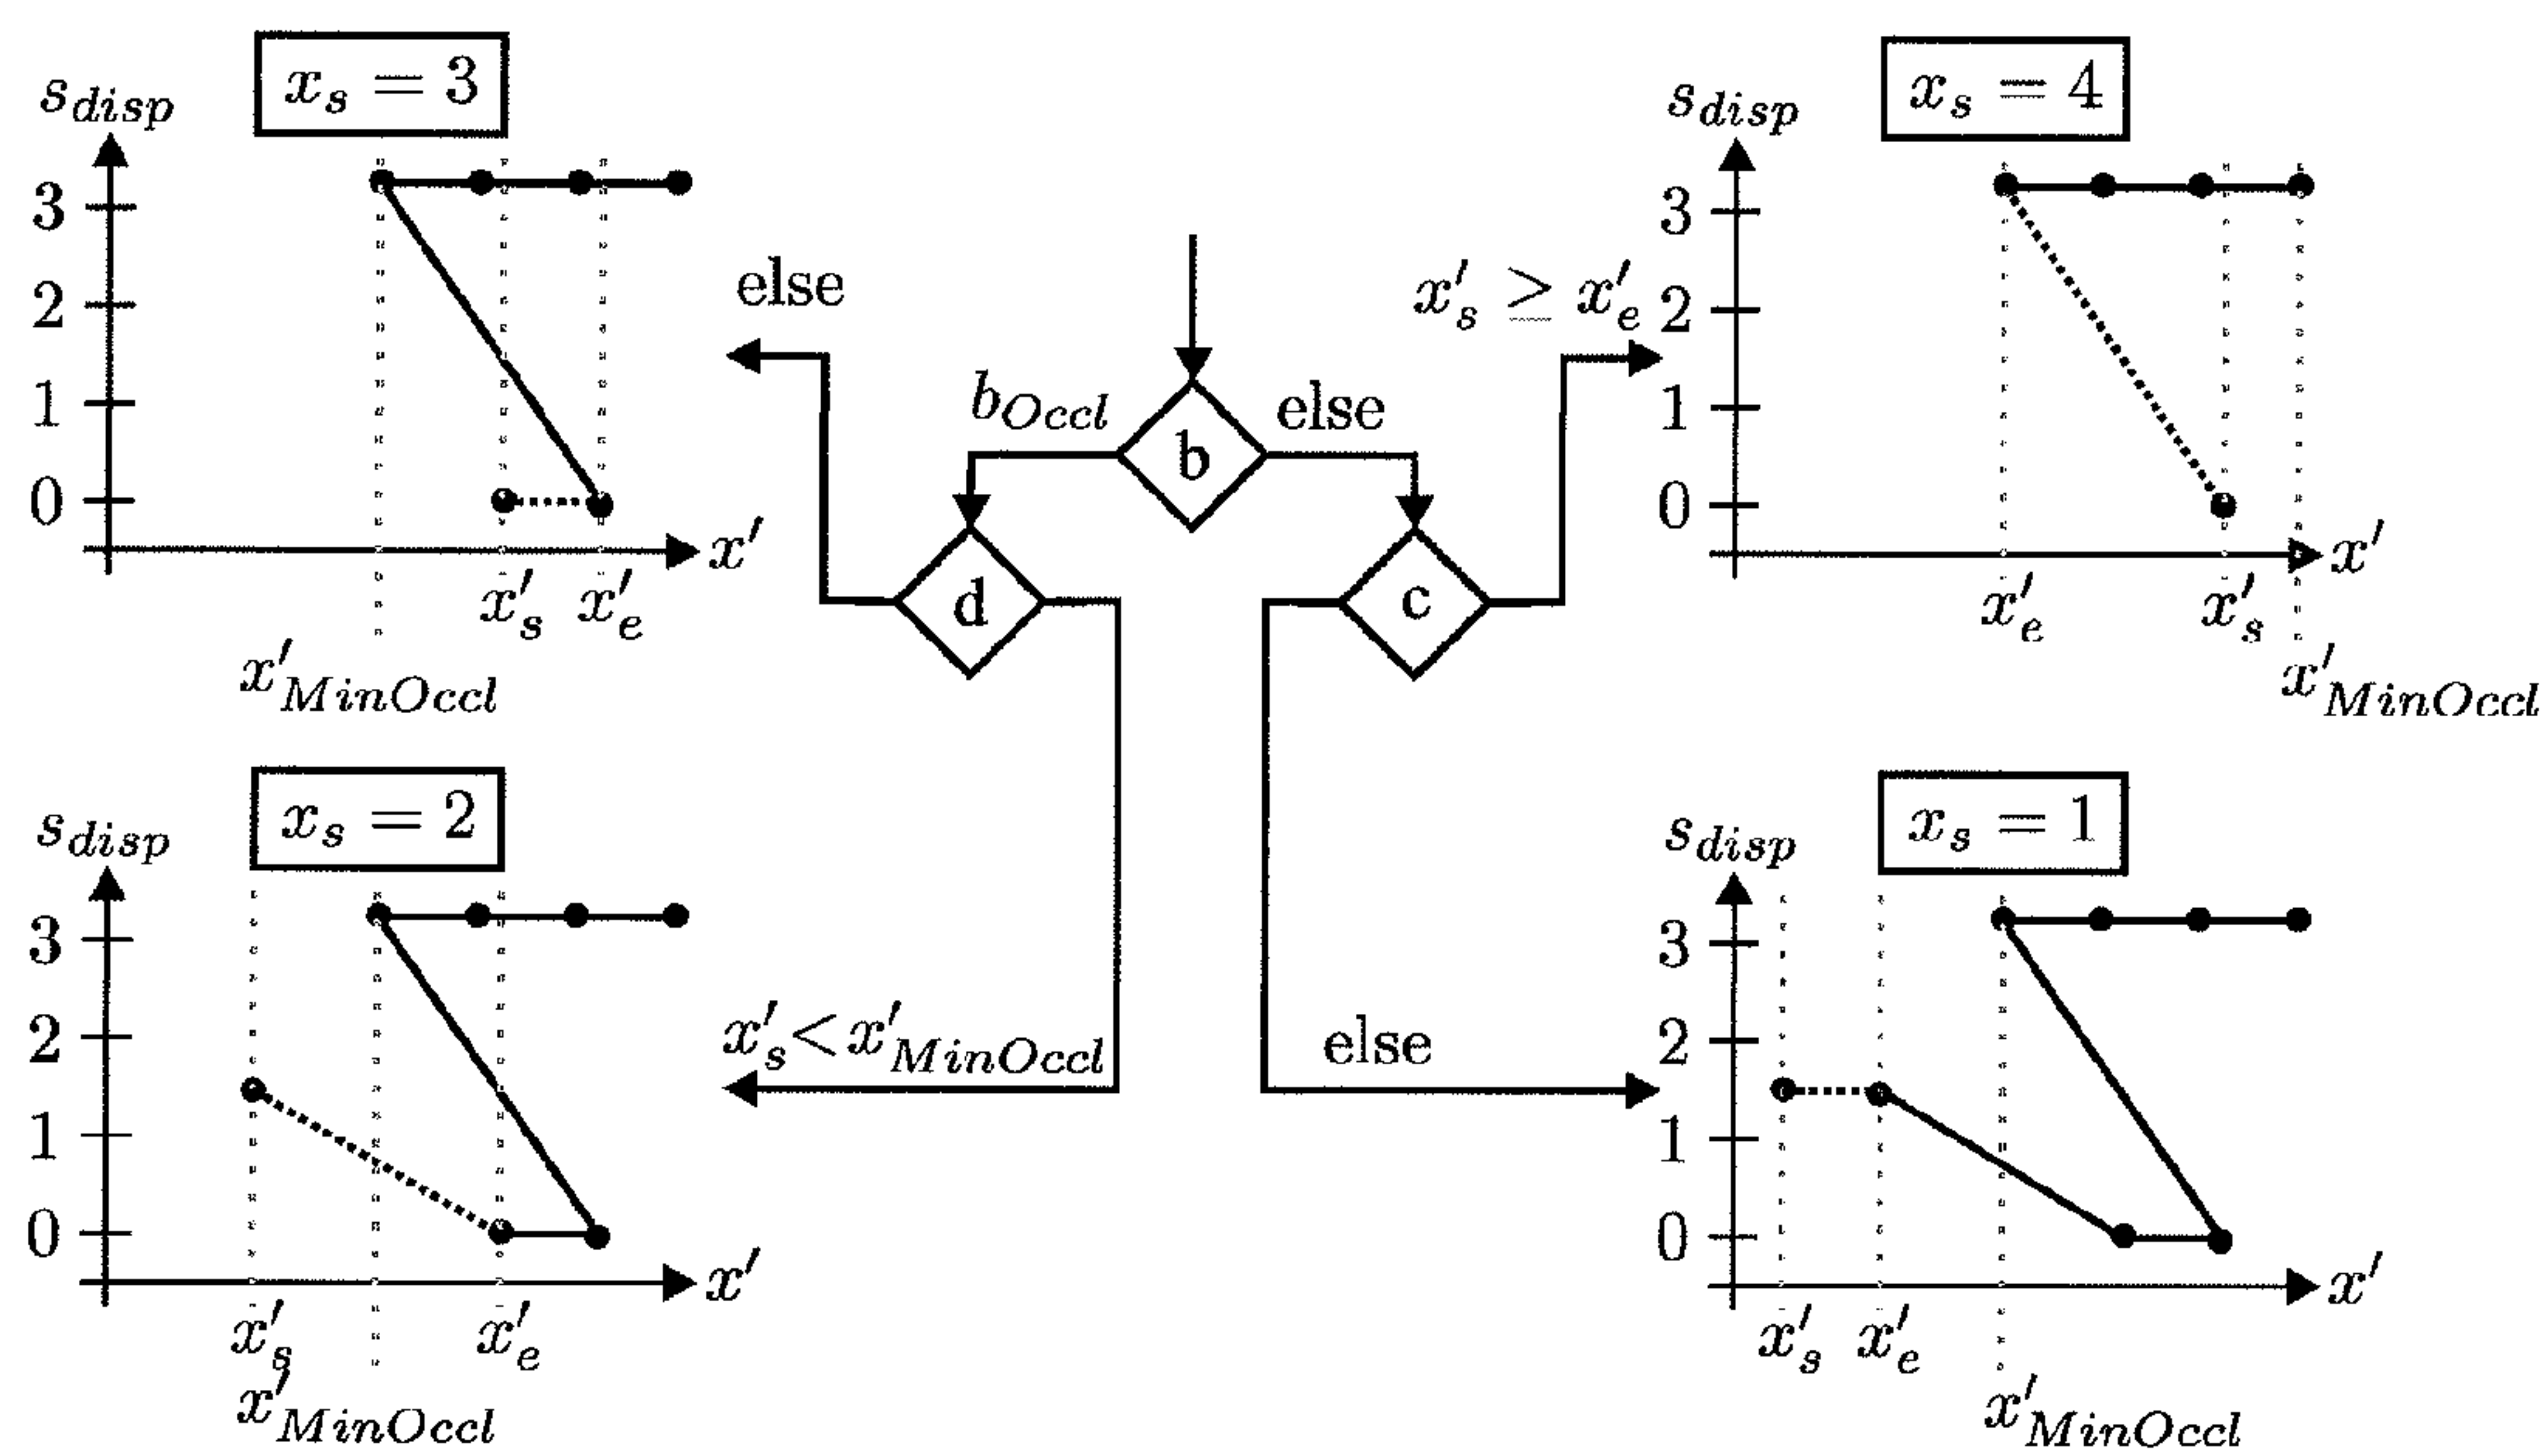 x_s = 3
s_disp
3
2
1
0
x'
x'_s
x'_e
x'_MinOccl
else
b_Occl
b
else
d
c
x'_s ≥ x'_e
x_s = 4
s_disp
3
2
1
0
x'
x'_e
x'_s
x'_MinOccl
x_s = 2
s_disp
3
2
1
0
x'
x'_s
x'_e
x'_MinOccl
x'_s < x'_MinOccl
else
x_s = 1
s_disp
3
2
1
0
x'
x'_s
x'_e
x'_MinOccl